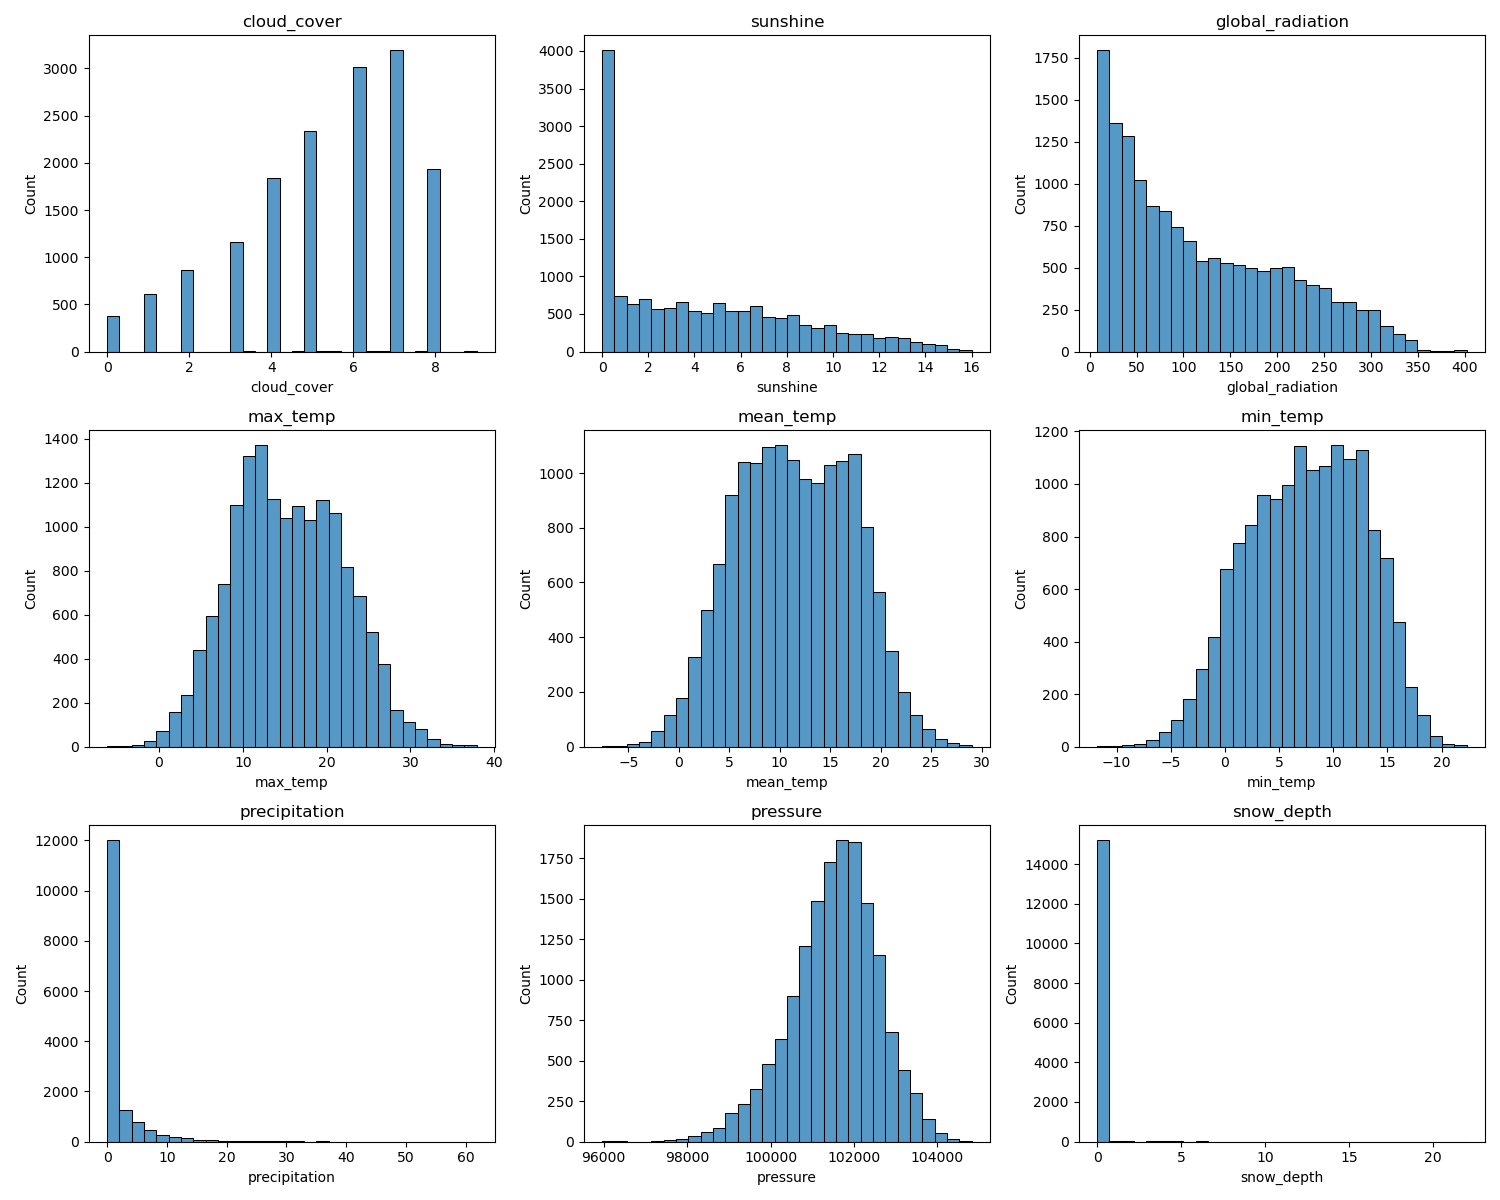 cloud_cover
sunshine
global_radiation
Count
3000
2500
2000
1500
1000
500
0
0 2 4 6 8
cloud_cover
Count
4000
3500
3000
2500
2000
1500
1000
500
0
0 2 4 6 8 10 12 14 16
sunshine
Count
1750
1500
1250
1000
750
500
250
0
0 50 100 150 200 250 300 350 400
global_radiation
max_temp
mean_temp
min_temp
Count
1400
1200
1000
800
600
400
200
0
0 10 20 30 40
max_temp
Count
1000
800
600
400
200
0
−5 0 5 10 15 20 25 30
mean_temp
Count
1200
1000
800
600
400
200
0
−10 −5 0 5 10 15 20
min_temp
precipitation
pressure
snow_depth
Count
12000
10000
8000
6000
4000
2000
0
0 10 20 30 40 50 60
precipitation
Count
1750
1500
1250
1000
750
500
250
0
96000 98000 100000 102000 104000
pressure
Count
14000
12000
10000
8000
6000
4000
2000
0
0 5 10 15 20
snow_depth